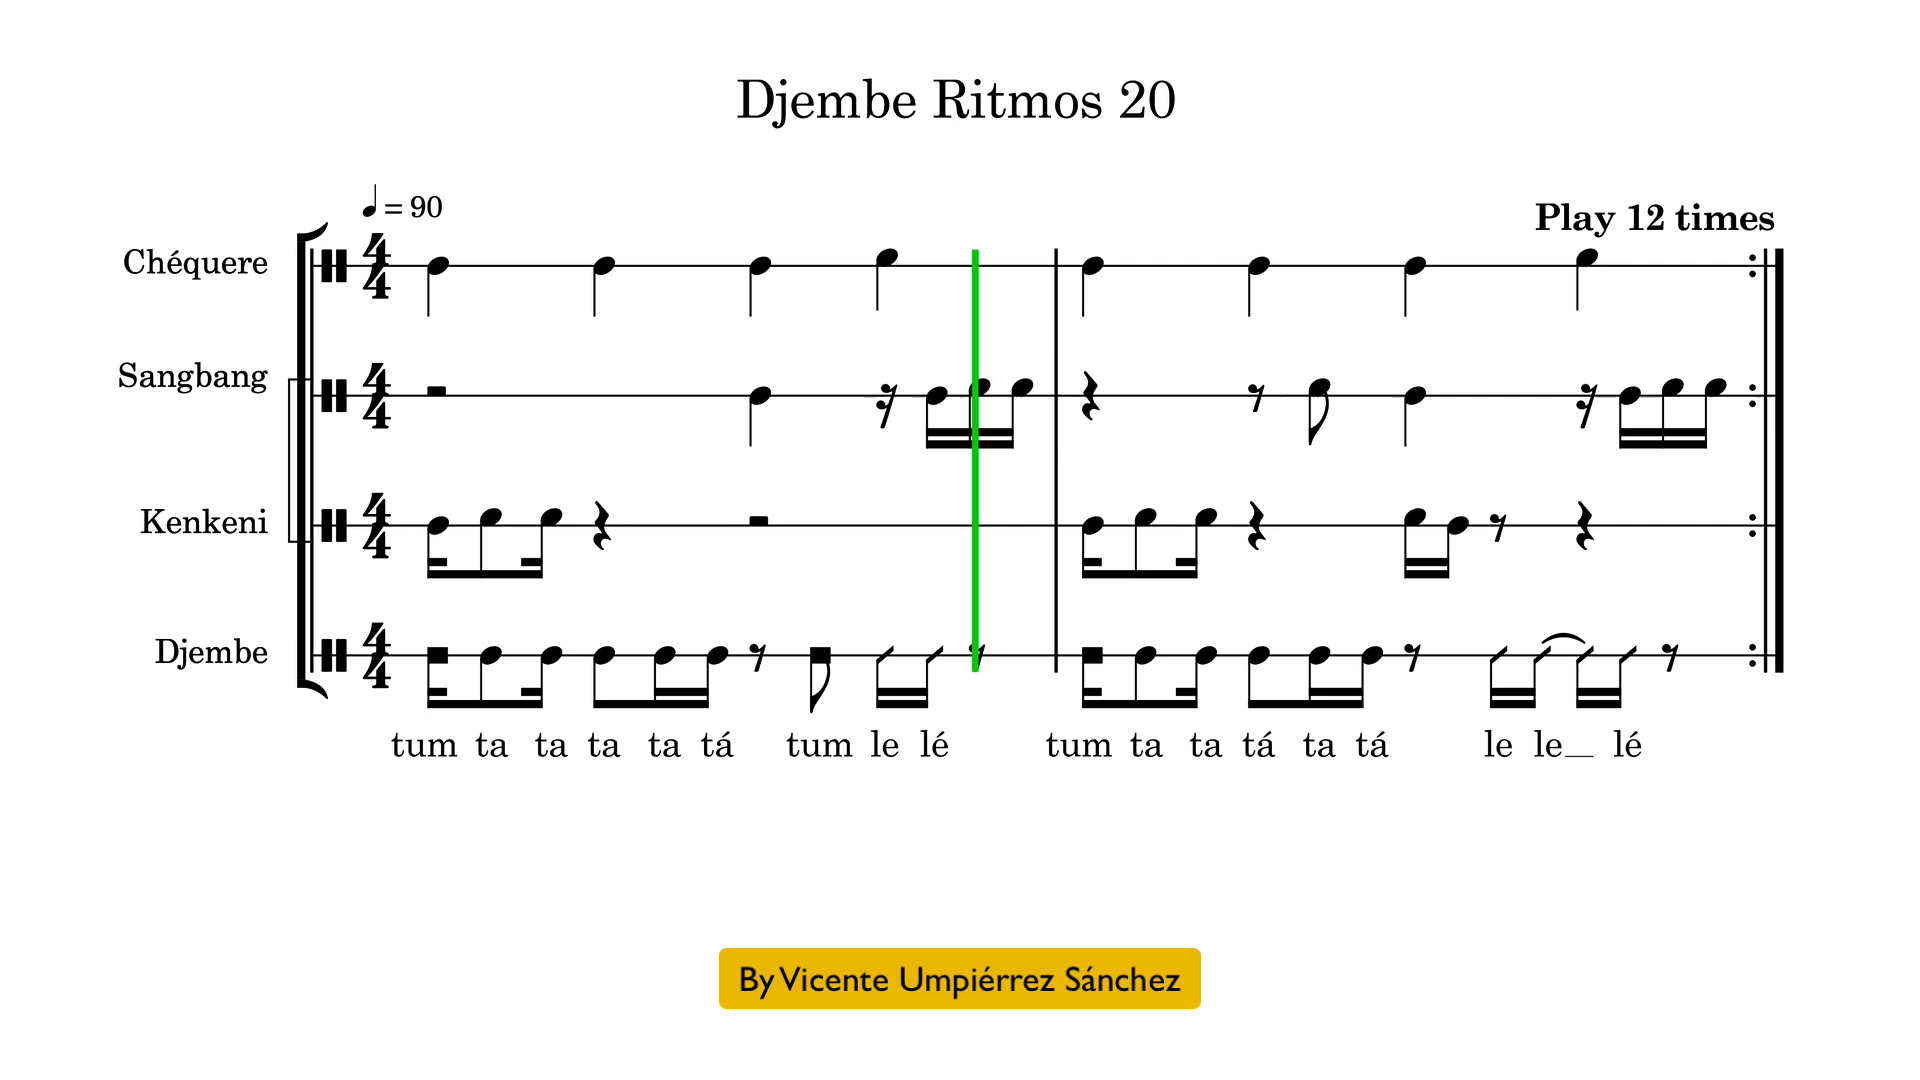 Djembe Ritmos 20
= 90
Play 12 times
Chéquere
4
4
Sangbang
4
4
Kenkeni
4
4
Djembe
4
4
tum ta ta ta ta tá tum le lé tum ta ta tá ta tá le le lé
By Vicente Umpiérrez Sánchez